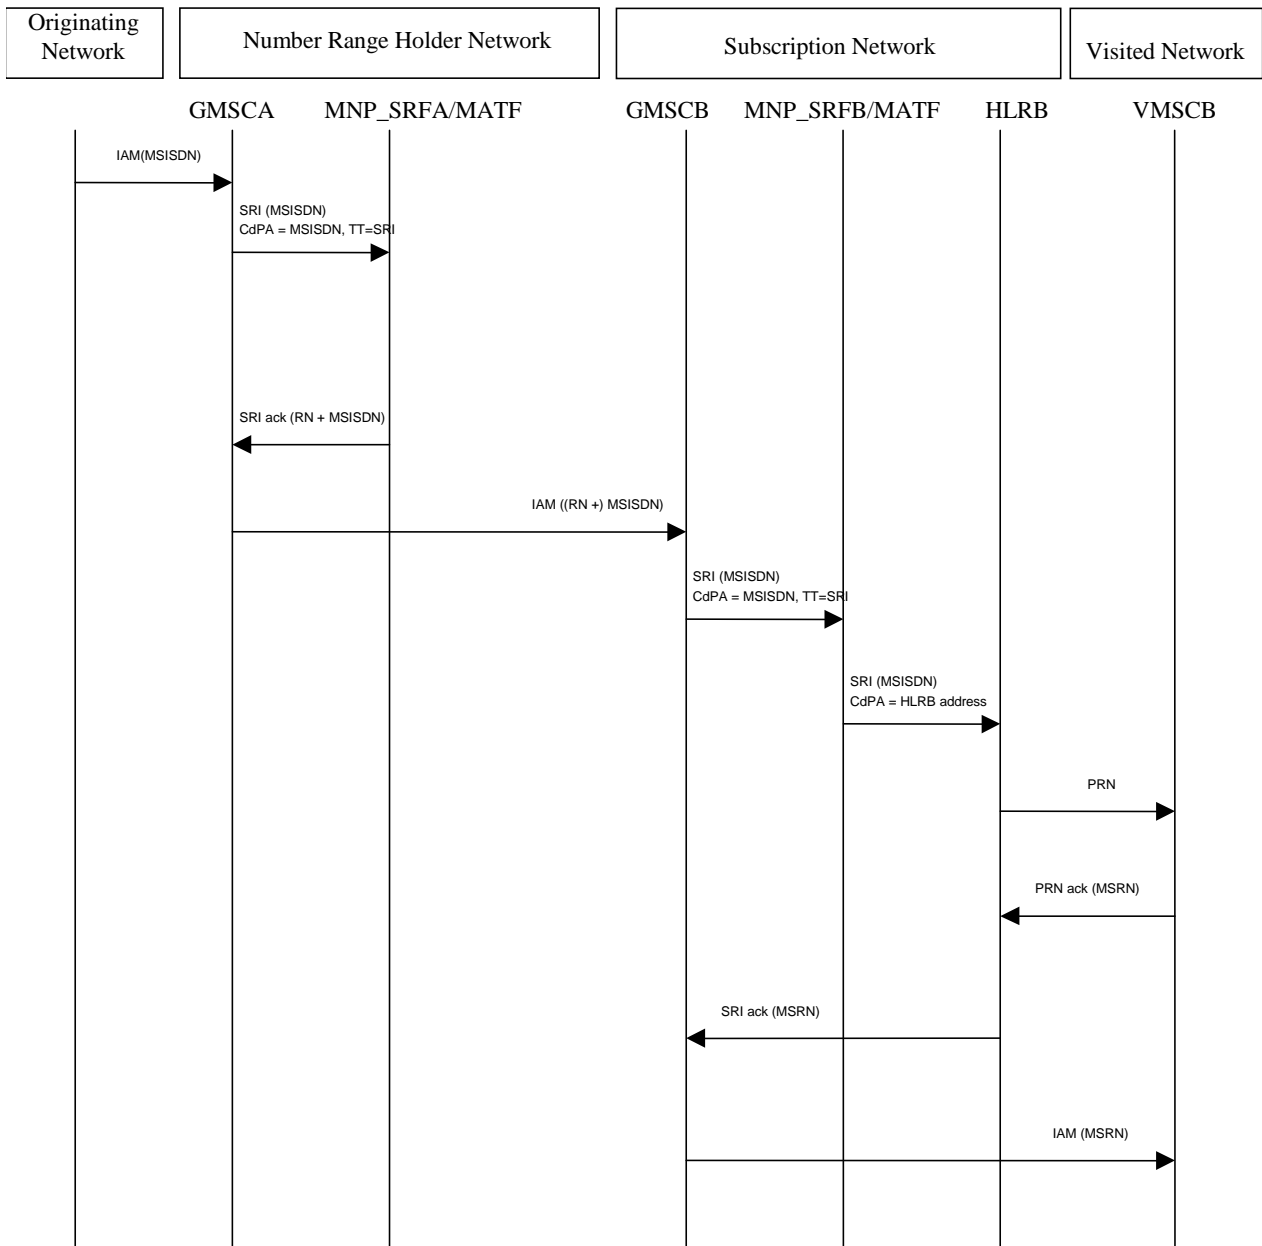 Originating
Network
Number Range Holder Network
Subscription Network
Visited Network
GMSCA
MNP_SRFA/MATF
GMSCB
MNP_SRFB/MATF
HLRB
VMSCB
IAM(MSISDN)
SRI (MSISDN)
CdPA = MSISDN, TT=SRI
SRI ack (RN + MSISDN)
IAM ((RN +) MSISDN)
SRI (MSISDN)
CdPA = MSISDN, TT=SRI
SRI (MSISDN)
CdPA = HLRB address
PRN
PRN ack (MSRN)
SRI ack (MSRN)
IAM (MSRN)